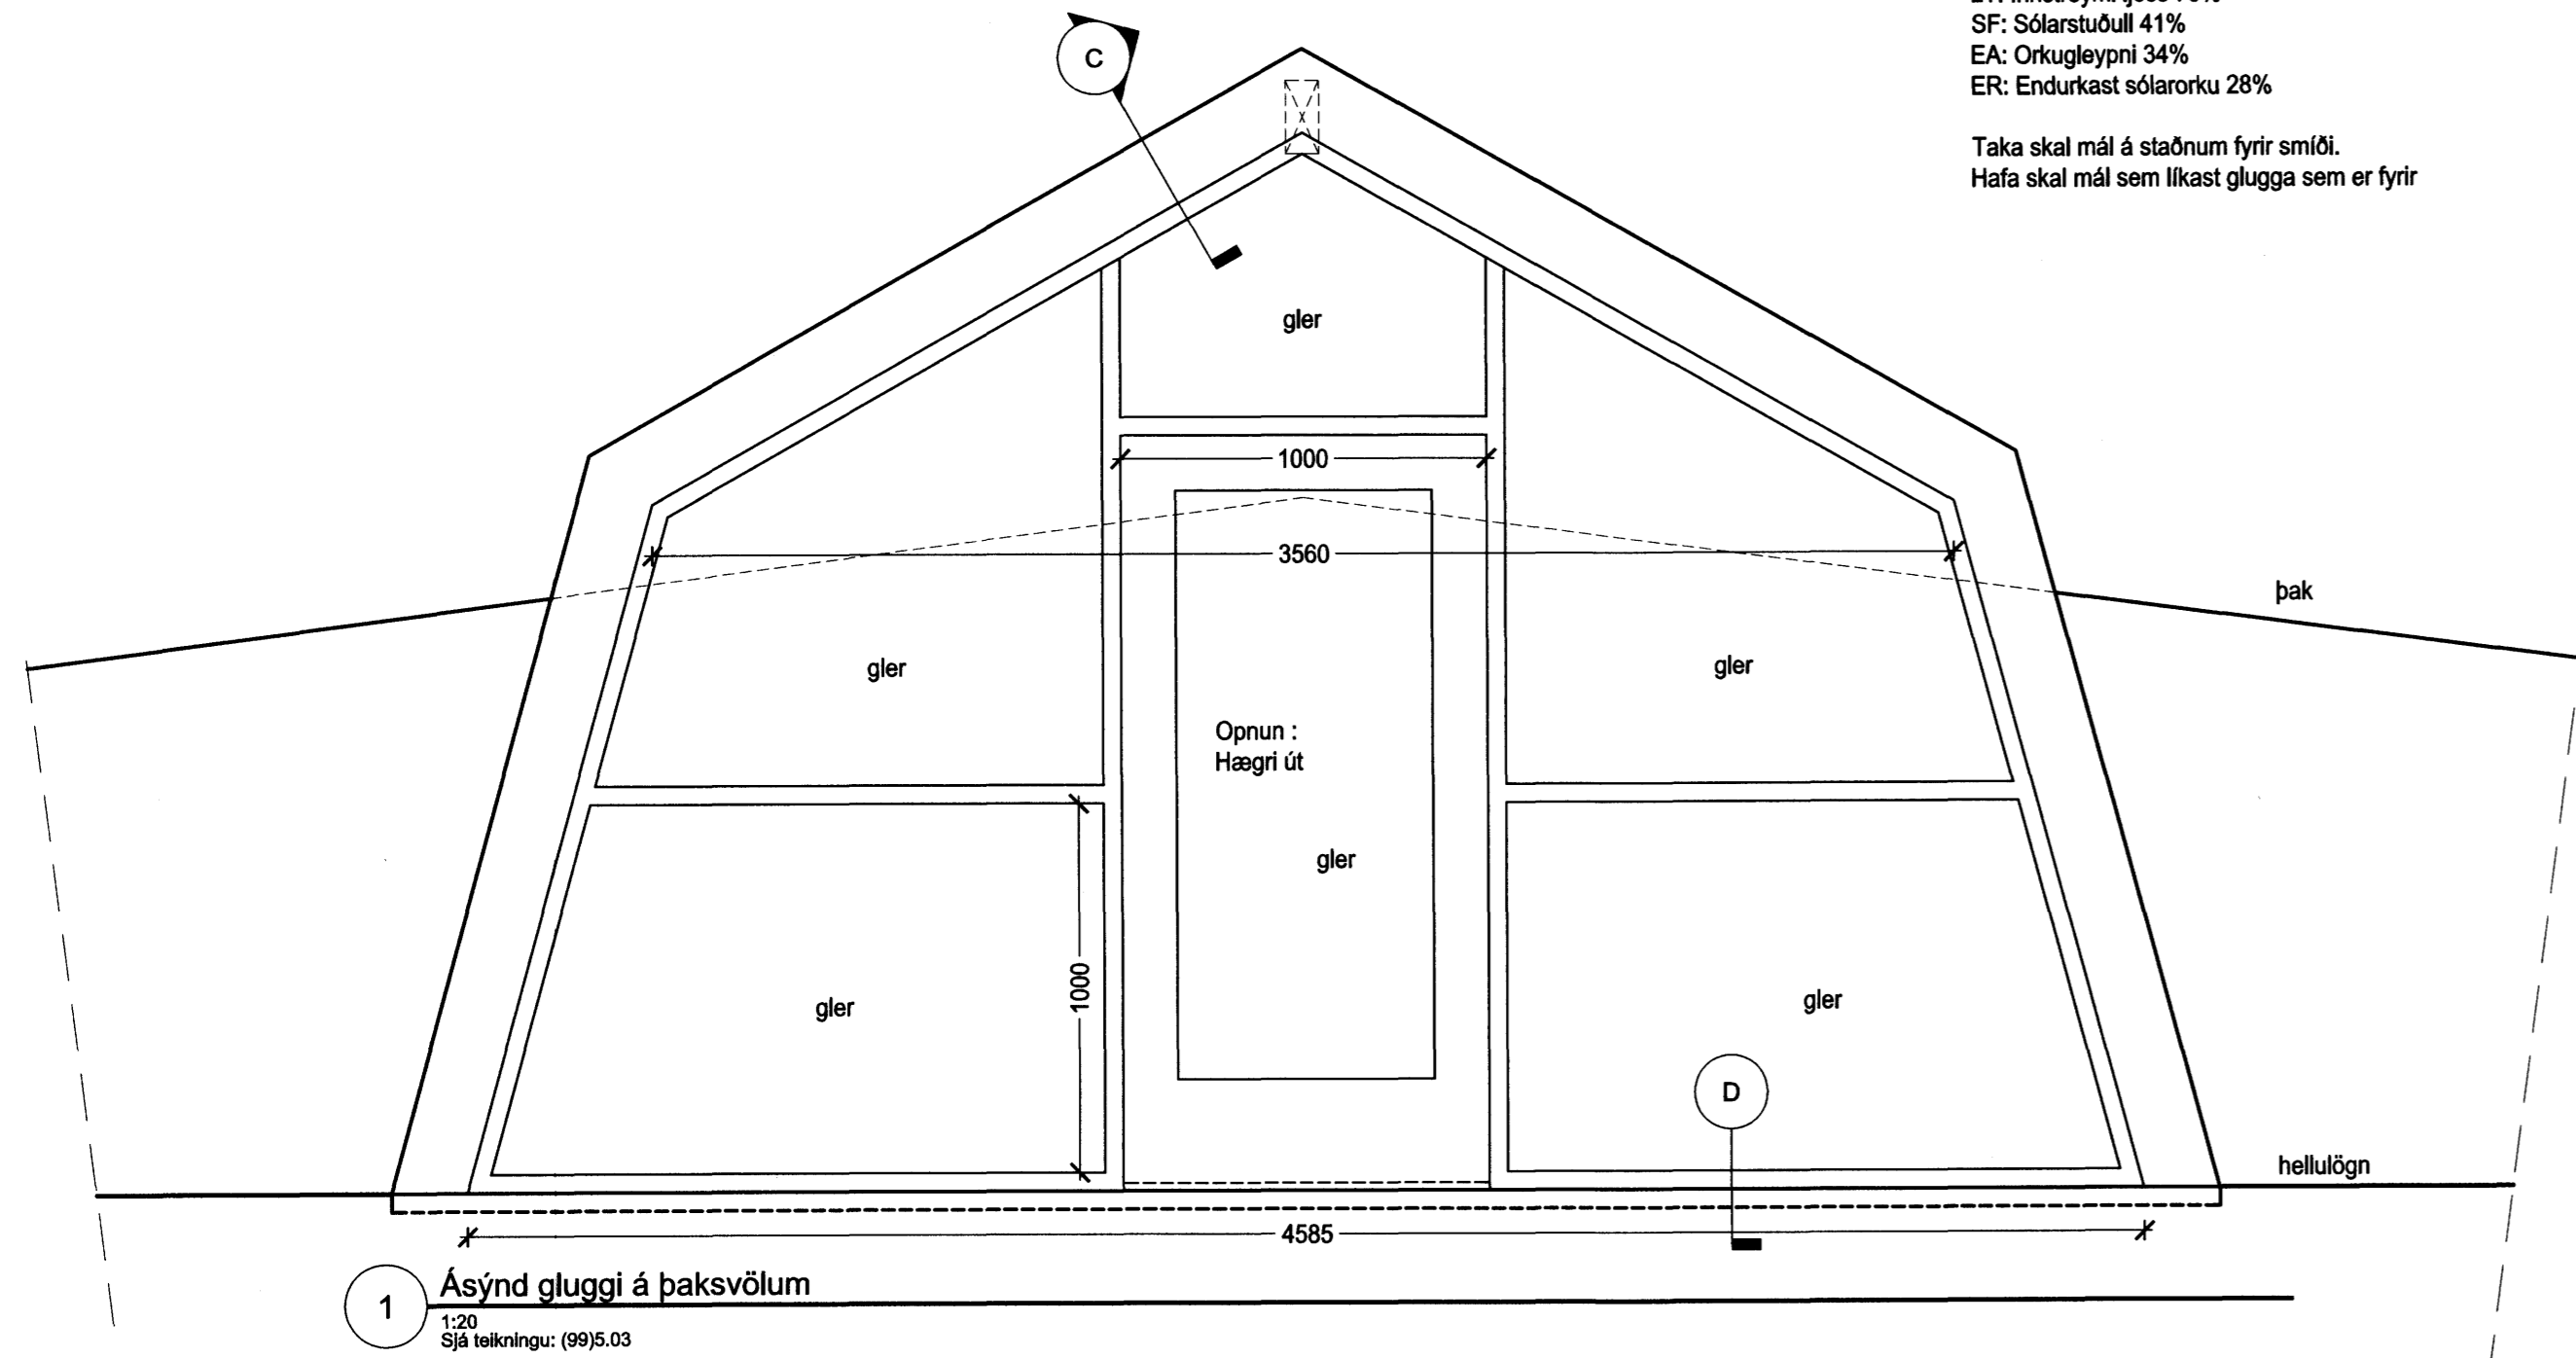 SF: Sólarstuðull 41%
EA: Orkugleypni 34%
ER: Endurkast sólarorku 28%
Taka skal mál á staðnum fyrir smíði.
Hafa skal mál sem líkast glugga sem er fyrir
C
gler
1000
3560
þak
gler
gler
Opnun :
Hægri út
gler
gler
1000
gler
D
hellulögn
4585
1
Ásýnd gluggi á þaksvölum
1:20
Sjá teikningu: (99)5.03